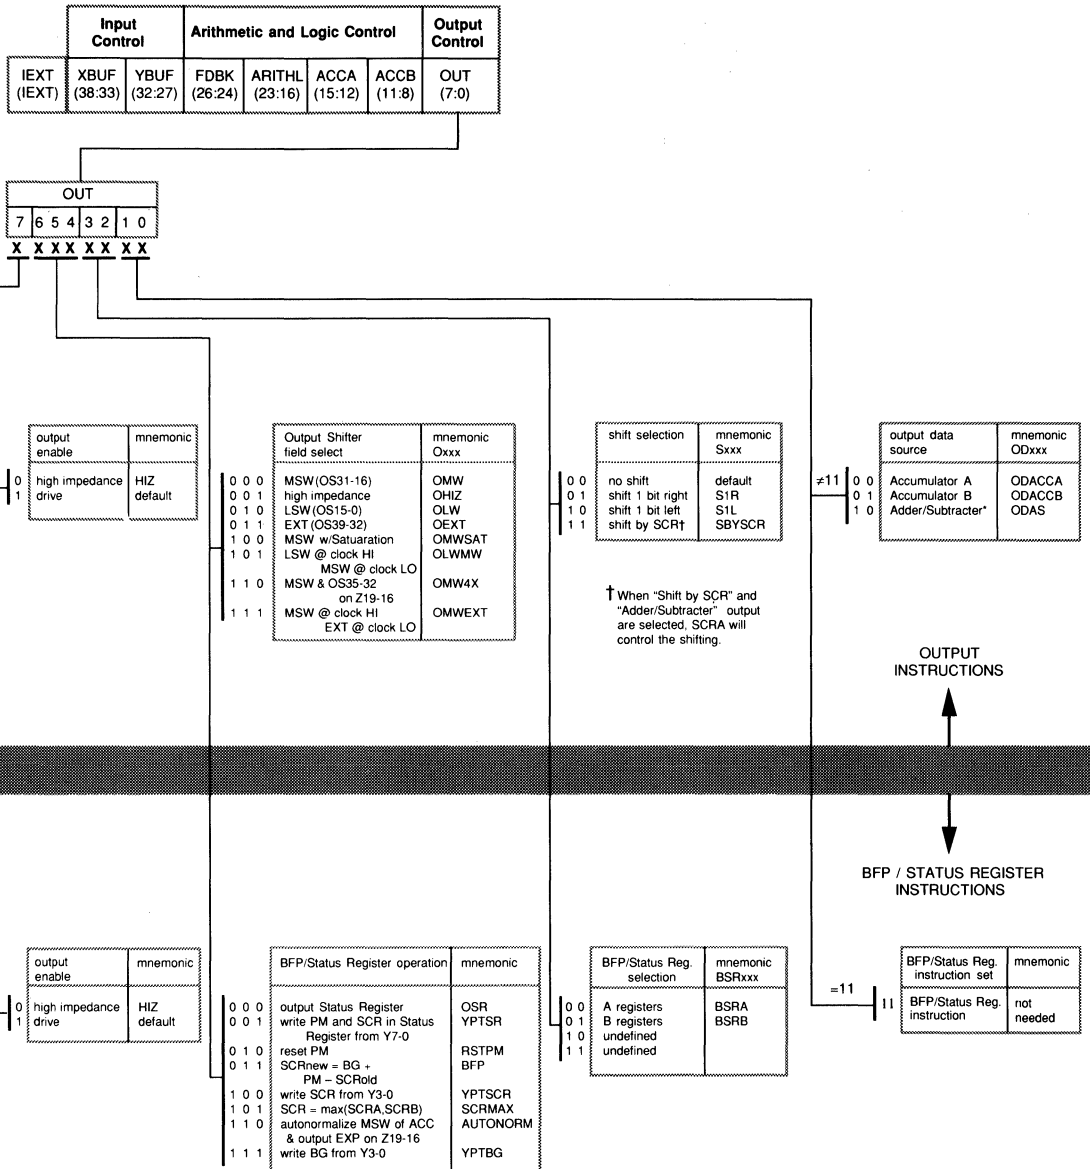 Input Control
Arithmetic and Logic Control
Output Control
IEXT (IEXT)
XBUF (38:33)
YBUF (32:27)
FDBK (26:24)
ARITHL (23:16)
ACCA (15:12)
ACCB (11:8)
OUT (7:0)
OUT
7 6 5 4 3 2 1 0
X X X X X X X X
output enable mnemonic
0 high impedance HIZ
1 drive default
Output Shifter field select mnemonic Oxxx
0 0 0 MSW (OS31-16) OMW
0 0 1 high impedance OHIZ
0 1 0 LSW (OS15-0) OLW
0 1 1 EXT (OS39-32) OEXT
1 0 0 MSW w/Satuaration OMWSAT
1 0 1 LSW @ clock HI OLWMW
MSW @ clock LO
1 1 0 MSW & OS35-32 OMW4X
on Z19-16
1 1 1 MSW @ clock HI OMWEXT
EXT @ clock LO
shift selection mnemonic Sxxx
0 0 no shift default
0 1 shift 1 bit right S1R
1 0 shift 1 bit left S1L
1 1 shift by SCR† SBYSCR
† When "Shift by SCR" and
"Adder/Subtracter" output
are selected, SCRA will
control the shifting.
≠11
output data source mnemonic ODxxx
0 0 Accumulator A ODACCA
0 1 Accumulator B ODACCB
1 0 Adder/Subtracter* ODAS
OUTPUT
INSTRUCTIONS
BFP / STATUS REGISTER
INSTRUCTIONS
output enable mnemonic
0 high impedance HIZ
1 drive default
BFP/Status Register operation mnemonic
0 0 0 output Status Register OSR
0 0 1 write PM and SCR in Status YPTSR
Register from Y7-0
0 1 0 reset PM RSTPM
0 1 1 SCRnew = BG + BFP
PM – SCRold
1 0 0 write SCR from Y3-0 YPTSCR
1 0 1 SCR = max(SCRA,SCRB) SCRMAX
1 1 0 autonormalize MSW of ACC AUTONORM
& output EXP on Z19-16
1 1 1 write BG from Y3-0 YPTBG
BFP/Status Reg. selection mnemonic BSRxxx
0 0 A registers BSRA
0 1 B registers BSRB
1 0 undefined
1 1 undefined
=11
BFP/Status Reg. instruction set mnemonic
11 BFP/Status Reg. instruction not needed